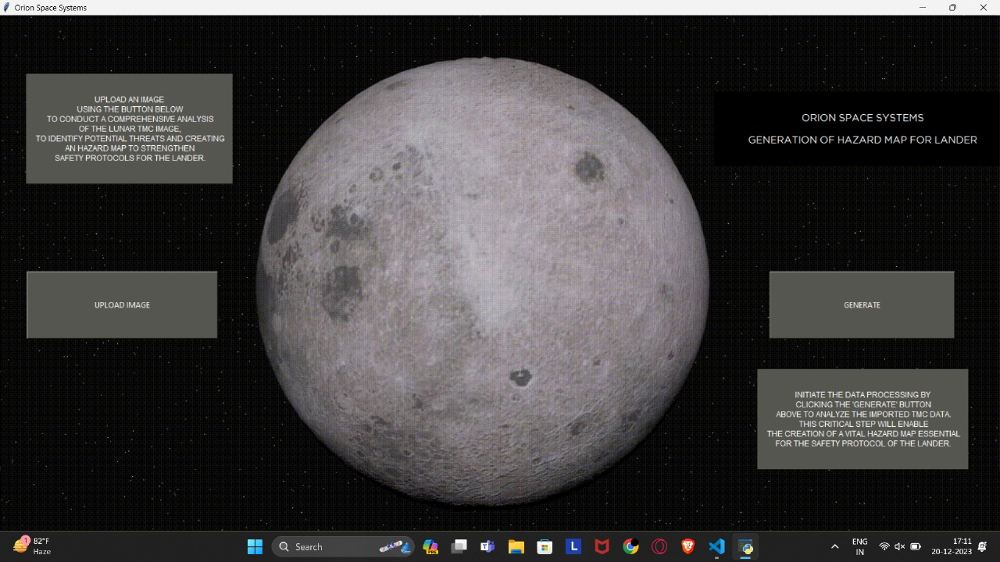 Orion Space Systems
UPLOAD AN IMAGE
USING THE BUTTON BELOW
TO CONDUCT A COMPREHENSIVE ANALYSIS
OF THE LUNAR TMC IMAGE,
TO IDENTIFY POTENTIAL THREATS AND CREATING
AN HAZARD MAP TO STRENGTHEN
SAFETY PROTOCOLS FOR THE LANDER.
ORION SPACE SYSTEMS
GENERATION OF HAZARD MAP FOR LANDER
UPLOAD IMAGE
GENERATE
INITIATE THE DATA PROCESSING BY
CLICKING THE 'GENERATE' BUTTON
ABOVE TO ANALYZE THE IMPORTED TMC DATA.
THIS CRITICAL STEP WILL ENABLE
THE CREATION OF A VITAL HAZARD MAP ESSENTIAL
FOR THE SAFETY PROTOCOL OF THE LANDER.
1
82°F
Haze
Search
PRE
L
ENG
IN
17:11
20-12-2023